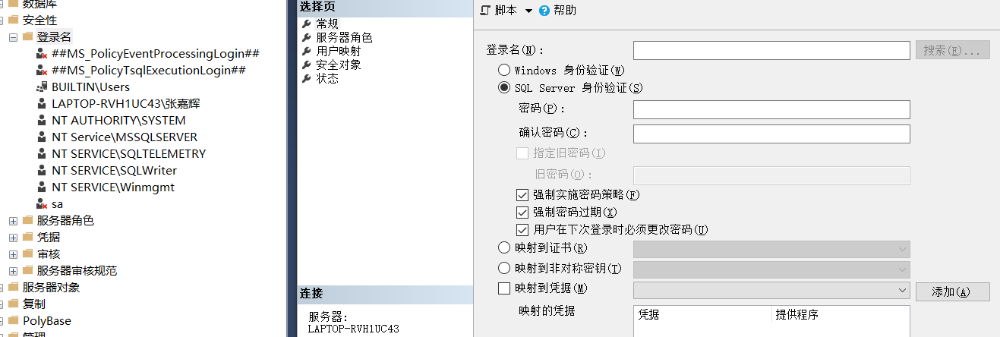 数据库
安全性
登录名
##MS_PolicyEventProcessingLogin##
##MS_PolicyTsqlExecutionLogin##
BUILTIN\Users
LAPTOP-RVH1UC43\张嘉辉
NT AUTHORITY\SYSTEM
NT Service\MSSQLSERVER
NT SERVICE\SQLTELEMETRY
NT SERVICE\SQLWriter
NT SERVICE\Winmgmt
sa
服务器角色
凭据
审核
服务器审核规范
服务器对象
复制
PolyBase
管理
选择页
常规
服务器角色
用户映射
安全对象
状态
连接
服务器:
LAPTOP-RVH1UC43
脚本 帮助
登录名(N): 搜索(E)...
Windows 身份验证(W)
SQL Server 身份验证(S)
密码(P):
确认密码(C):
指定旧密码(I)
旧密码(O):
强制实施密码策略(F)
强制密码过期(X)
用户在下次登录时必须更改密码(U)
映射到证书(R)
映射到非对称密钥(T)
映射到凭据(M) 添加(A)
映射的凭据 凭据 提供程序